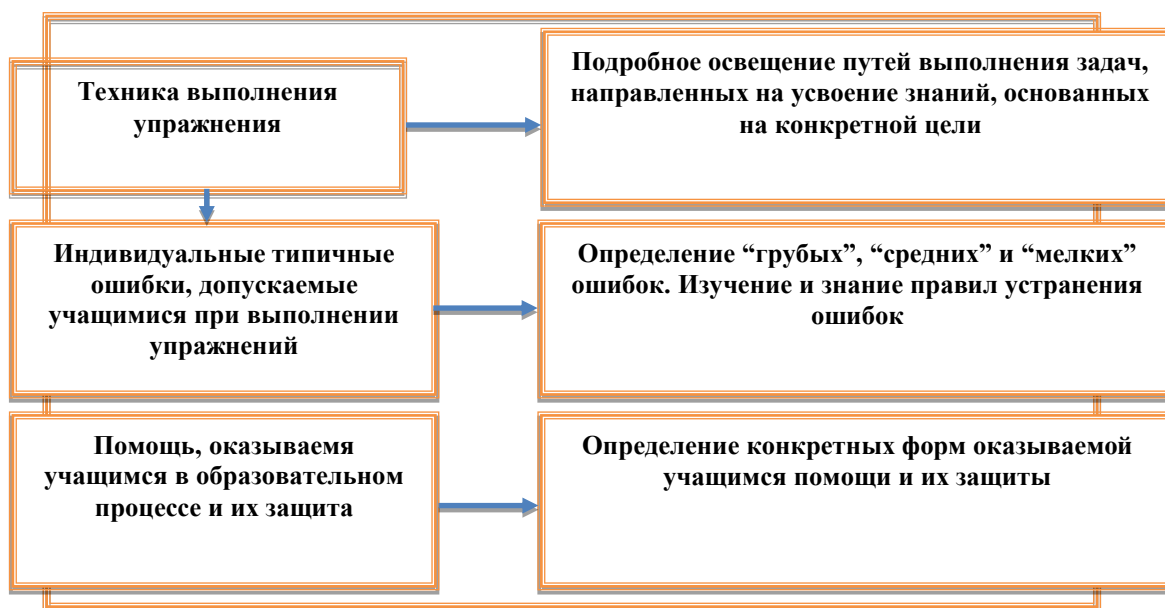 Техника выполнения
упражнения
Подробное освещение путей выполнения задач,
направленных на усвоение знаний, основанных
на конкретной цели
Индивидуальные типичные
ошибки, допускаемые
учащимися при выполнении
упражнений
Определение “грубых”, “средних” и “мелких”
ошибок. Изучение и знание правил устранения
ошибок
Помощь, оказываемя
учащимся в образовательном
процессе и их защита
Определение конкретных форм оказываемой
учащимся помощи и их защиты